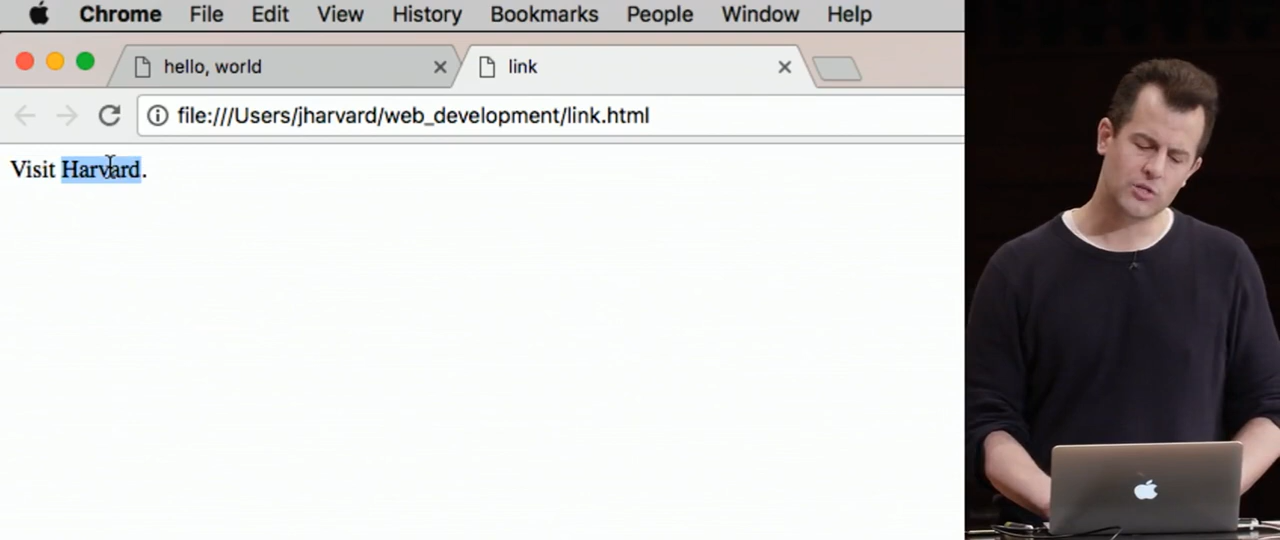 Chrome File Edit View History Bookmarks People Window Help
hello, world link
file:///Users/jharvard/web_development/link.html
Visit Harvard.